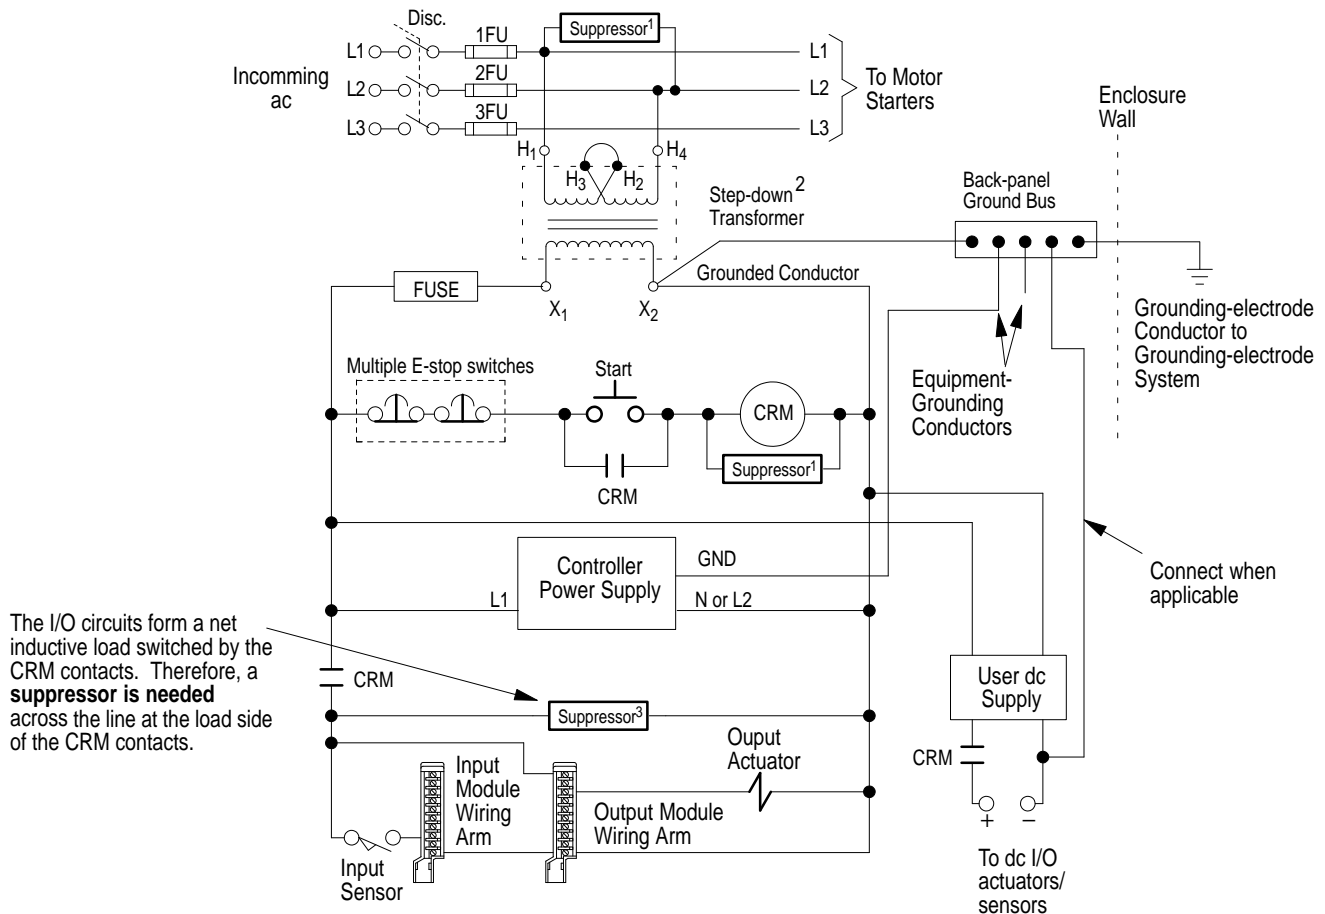 Disc.
1FU
Suppressor1
L1
L1
Incomming
ac
2FU
L2
L2
To Motor
Starters
3FU
L3
L3
Enclosure
Wall
H1
H4
H3
H2
Step-down2
Transformer
Back-panel
Ground Bus
FUSE
X1
X2
Grounded Conductor
Grounding-electrode
Conductor to
Grounding-electrode
System
Multiple E-stop switches
Start
CRM
Equipment-
Grounding
Conductors
Suppressor1
CRM
Controller
Power Supply
GND
L1
N or L2
Connect when
applicable
The I/O circuits form a net
inductive load switched by the
CRM contacts. Therefore, a
suppressor is needed
across the line at the load side
of the CRM contacts.
CRM
Suppressor3
User dc
Supply
Ouput
Actuator
CRM
Input
Module
Wiring
Arm
Output Module
Wiring Arm
+
–
Input
Sensor
To dc I/O
actuators/
sensors